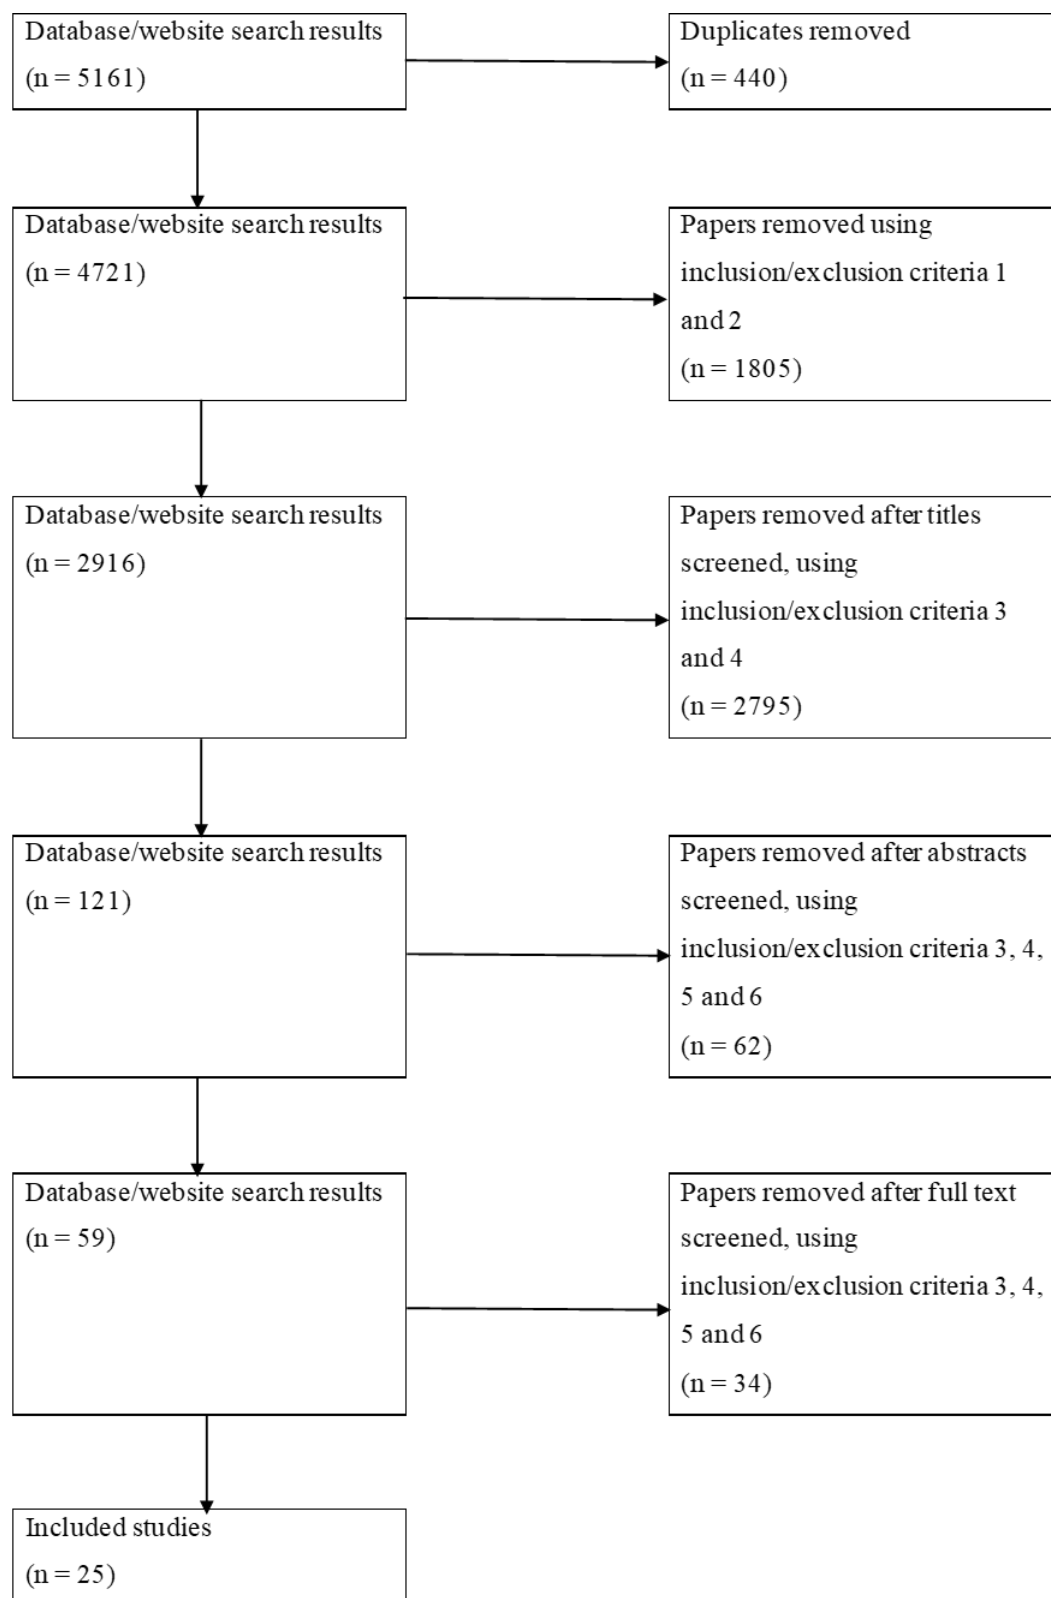 Database/website search results
(n = 5161)
Duplicates removed
(n = 440)
Database/website search results
(n = 4721)
Papers removed using
inclusion/exclusion criteria 1
and 2
(n = 1805)
Database/website search results
(n = 2916)
Papers removed after titles
screened, using
inclusion/exclusion criteria 3
and 4
(n = 2795)
Database/website search results
(n = 121)
Papers removed after abstracts
screened, using
inclusion/exclusion criteria 3, 4,
5 and 6
(n = 62)
Database/website search results
(n = 59)
Papers removed after full text
screened, using
inclusion/exclusion criteria 3, 4,
5 and 6
(n = 34)
Included studies
(n = 25)